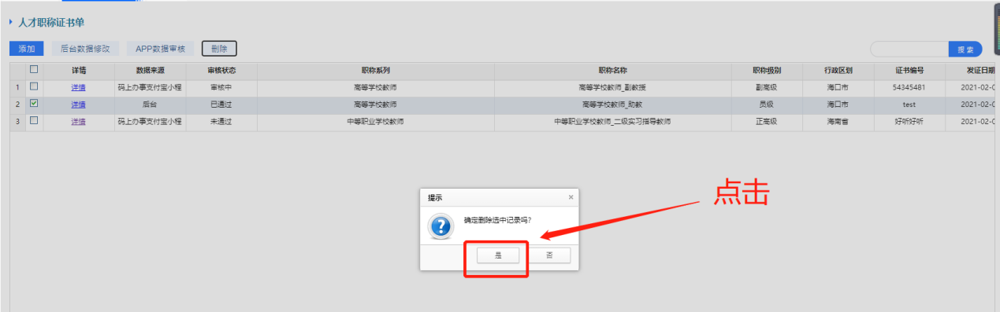 人才职称证书单
添加 后台数据修改 APP数据审核 删除 搜索
详情 数据来源 审核状态 职称系列 职称名称 职称级别 行政区划 证书编号 发证日期
1 详情 码上办事支付宝小程 审核中 高等学校教师 高等学校教师_副教授 副高级 海口市 54345481 2021-02-0
2 详情 后台 已通过 高等学校教师 高等学校教师_助教 员级 海口市 test 2021-02-0
3 详情 码上办事支付宝小程 未通过 中等职业学校教师 中等职业学校教师_二级实习指导教师 正高级 海南省 好听好听 2021-02-0
点击
提示 ×
确定删除选中记录吗?
是 否